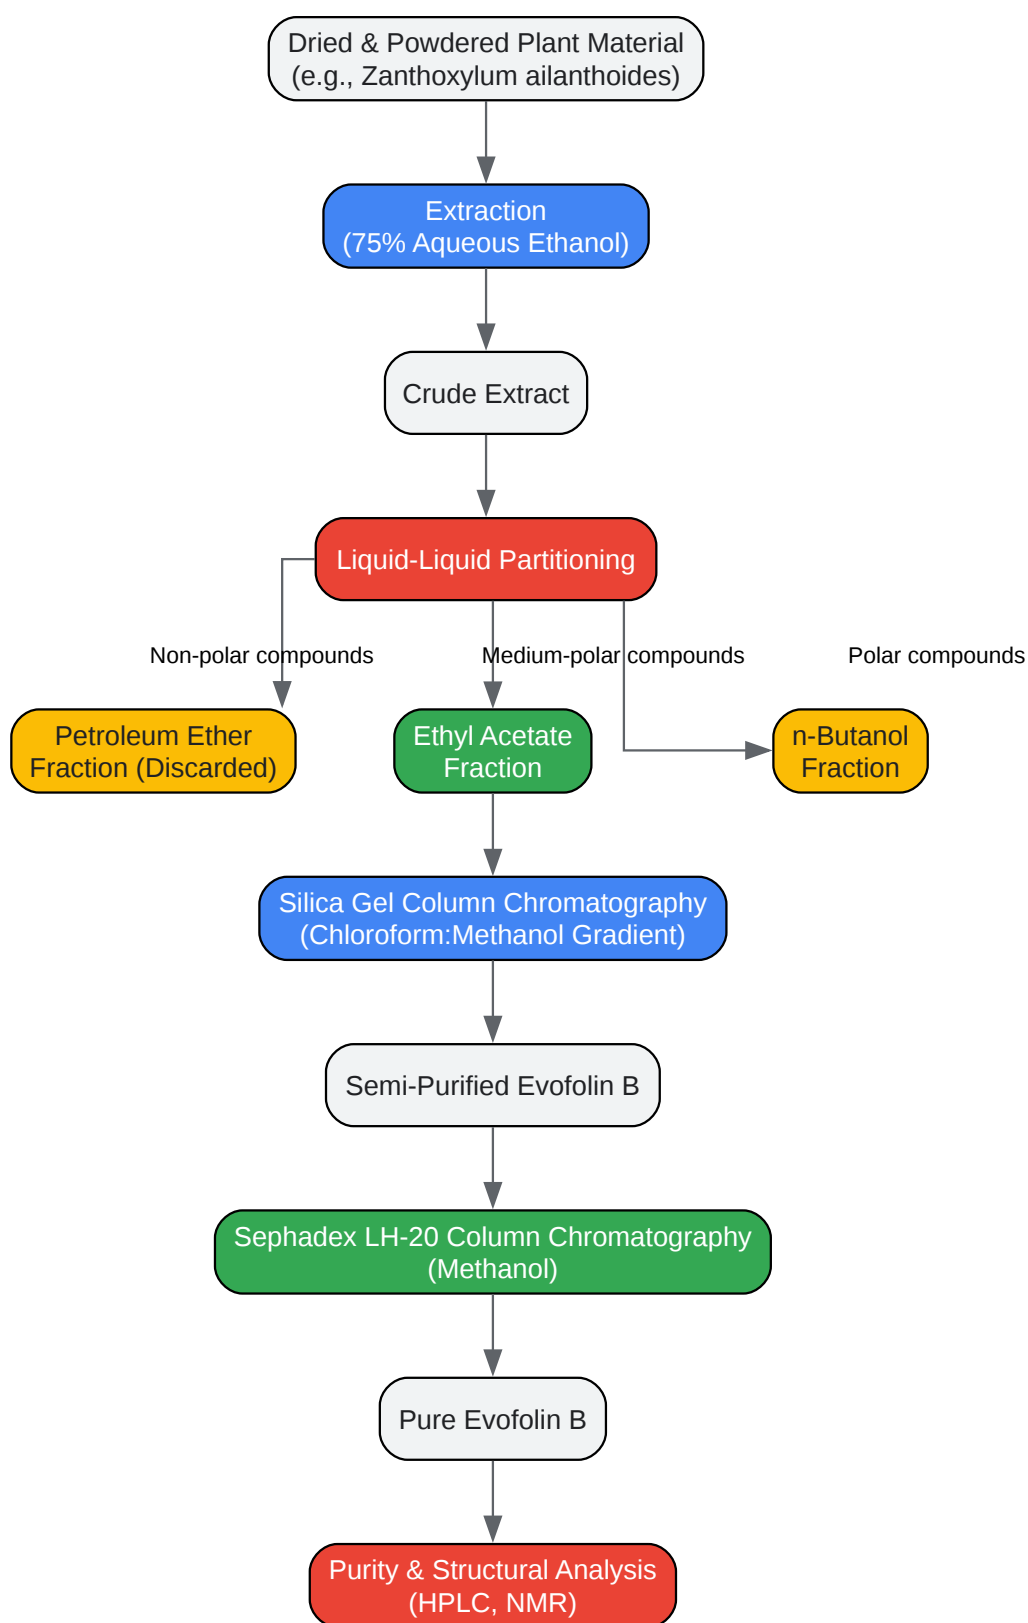 Dried & Powdered Plant Material
(e.g., Zanthoxylum ailanthoides)
Extraction
(75% Aqueous Ethanol)
Crude Extract
Liquid-Liquid Partitioning
Non-polar compounds
Medium-polar compounds
Polar compounds
Petroleum Ether
Fraction (Discarded)
Ethyl Acetate
Fraction
n-Butanol
Fraction
Silica Gel Column Chromatography
(Chloroform:Methanol Gradient)
Semi-Purified Evofolin B
Sephadex LH-20 Column Chromatography
(Methanol)
Pure Evofolin B
Purity & Structural Analysis
(HPLC, NMR)